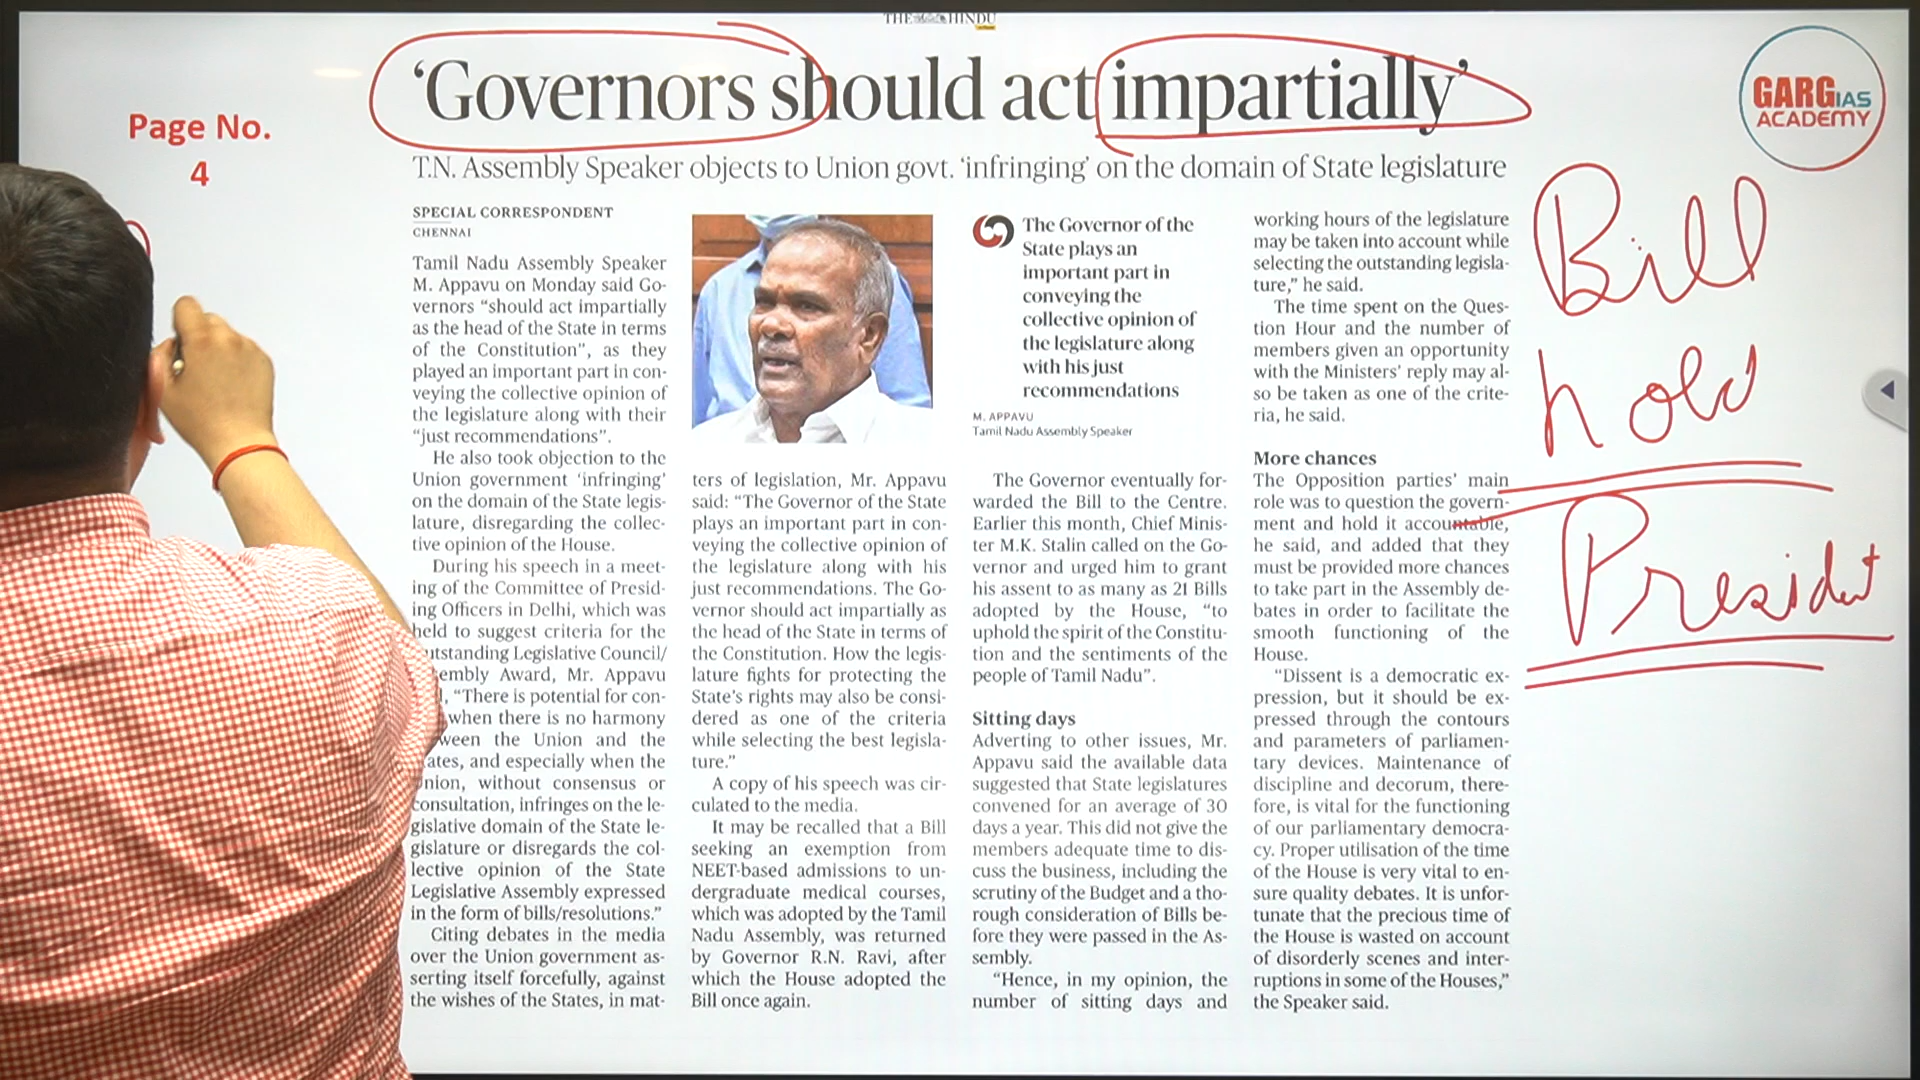 THE HINDU
‘Governors should act impartially’
T.N. Assembly Speaker objects to Union govt. ‘infringing’ on the domain of State legislature
Page No.
4
GARG IAS
ACADEMY
SPECIAL CORRESPONDENT
CHENNAI
Tamil Nadu Assembly Speaker
M. Appavu on Monday said Go-
vernors “should act impartially
as the head of the State in terms
of the Constitution”, as they
played an important part in con-
veying the collective opinion of
the legislature along with their
“just recommendations”.
He also took objection to the
Union government ‘infringing’
on the domain of the State legis-
lature, disregarding the collec-
tive opinion of the House.
During his speech in a meet-
ing of the Committee of Presid-
ing Officers in Delhi, which was
held to suggest criteria for the
utstanding Legislative Council/
embly Award, Mr. Appavu
“There is potential for con-
when there is no harmony
ween the Union and the
ates, and especially when the
nion, without consensus or
consultation, infringes on the le-
gislative domain of the State le-
gislature or disregards the col-
lective opinion of the State
Legislative Assembly expressed
in the form of bills/resolutions.”
Citing debates in the media
over the Union government as-
serting itself forcefully, against
the wishes of the States, in mat-
ters of legislation, Mr. Appavu
said: “The Governor of the State
plays an important part in con-
veying the collective opinion of
the legislature along with his
just recommendations. The Go-
vernor should act impartially as
the head of the State in terms of
the Constitution. How the legis-
lature fights for protecting the
State’s rights may also be consi-
dered as one of the criteria
while selecting the best legisla-
ture.”
A copy of his speech was cir-
culated to the media.
It may be recalled that a Bill
seeking an exemption from
NEET-based admissions to un-
dergraduate medical courses,
which was adopted by the Tamil
Nadu Assembly, was returned
by Governor R.N. Ravi, after
which the House adopted the
Bill once again.
The Governor of the
State plays an
important part in
conveying the
collective opinion of
the legislature along
with his just
recommendations
M. APPAVU
Tamil Nadu Assembly Speaker
The Governor eventually for-
warded the Bill to the Centre.
Earlier this month, Chief Minis-
ter M.K. Stalin called on the Go-
vernor and urged him to grant
his assent to as many as 21 Bills
adopted by the House, “to
uphold the spirit of the Constitu-
tion and the sentiments of the
people of Tamil Nadu”.
Sitting days
Adverting to other issues, Mr.
Appavu said the available data
suggested that State legislatures
convened for an average of 30
days a year. This did not give the
members adequate time to dis-
cuss the business, including the
scrutiny of the Budget and a tho-
rough consideration of Bills be-
fore they were passed in the As-
sembly.
“Hence, in my opinion, the
number of sitting days and
working hours of the legislature
may be taken into account while
selecting the outstanding legisla-
ture,” he said.
The time spent on the Ques-
tion Hour and the number of
members given an opportunity
with the Ministers’ reply may al-
so be taken as one of the crite-
ria, he said.
More chances
The Opposition parties’ main
role was to question the govern-
ment and hold it accountable,
he said, and added that they
must be provided more chances
to take part in the Assembly de-
bates in order to facilitate the
smooth functioning of the
House.
“Dissent is a democratic ex-
pression, but it should be ex-
pressed through the contours
and parameters of parliamen-
tary devices. Maintenance of
discipline and decorum, there-
fore, is vital for the functioning
of our parliamentary democra-
cy. Proper utilisation of the time
of the House is very vital to en-
sure quality debates. It is unfor-
tunate that the precious time of
the House is wasted on account
of disorderly scenes and inter-
ruptions in some of the Houses,”
the Speaker said.
Bill
hold
President